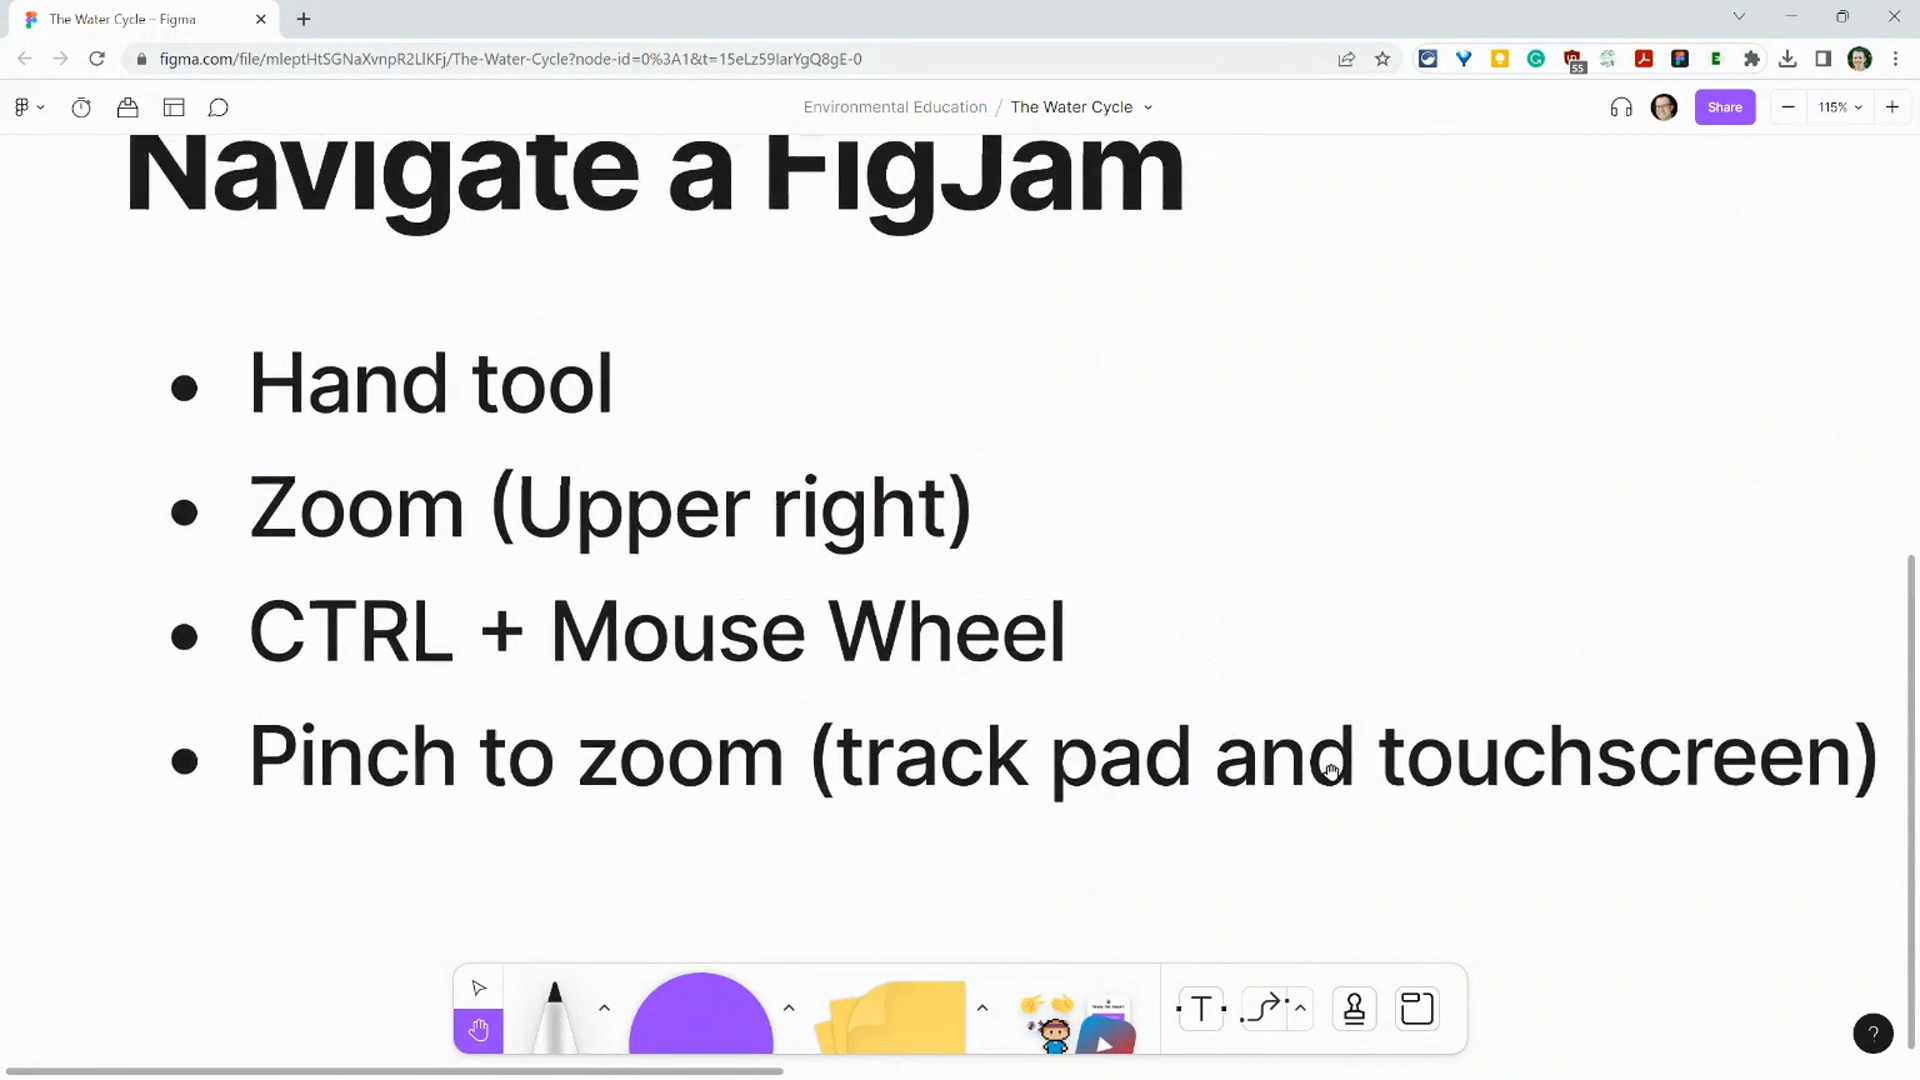 The Water Cycle – Figma
figma.com/file/mleptHtSGNaXvnpR2LlKFj/The-Water-Cycle?node-id=0%3A1&t=15eLz59IarYgQ8gE-0
55
E
Environmental Education / The Water Cycle
Share
115%
Navigate a FigJam
• Hand tool
• Zoom (Upper right)
• CTRL + Mouse Wheel
• Pinch to zoom (track pad and touchscreen)
T
?